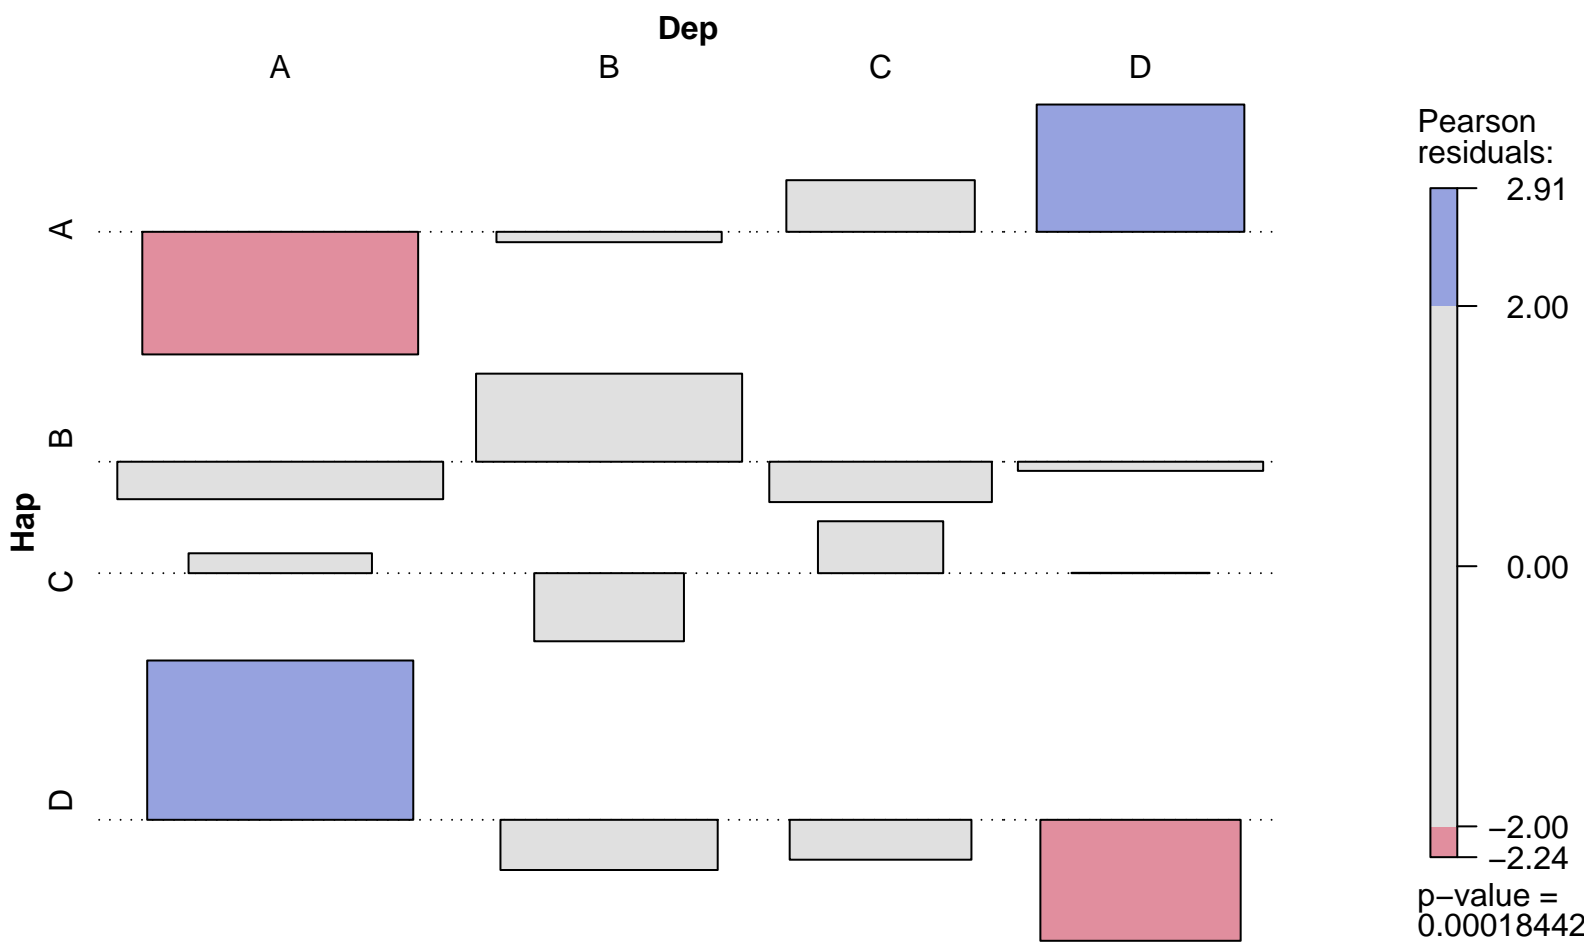 Dep
A B C D
Hap
A
B
C
D
Pearson
residuals:
2.91
2.00
0.00
−2.00
−2.24
p−value =
0.00018442